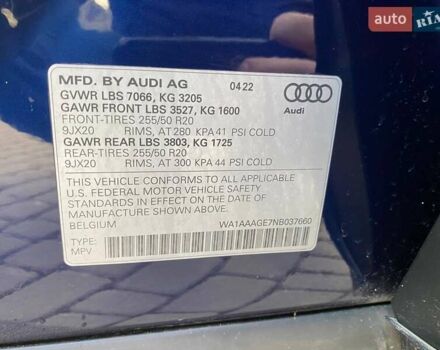 AUTO
RIA
MFD. BY AUDI AG 04 22
GVWR LBS 7066, KG 3205
GAWR FRONT LBS 3527, KG 1600
FRONT-TIRES 255/50 R20
9JX20 RIMS, AT 280 KPA 41 PSI COLD
GAWR REAR LBS 3803, KG 1725
REAR-TIRES 255/50 R20
9JX20 RIMS, AT 300 KPA 44 PSI COLD
Audi
THIS VEHICLE CONFORMS TO ALL APPLICABLE
U.S. FEDERAL MOTOR VEHICLE SAFETY
STANDARDS IN EFFECT ON THE DATE OF
MANUFACTURE SHOWN ABOVE.
BELGIUM WA1AAAGE7NB037660
TYPE:
MPV